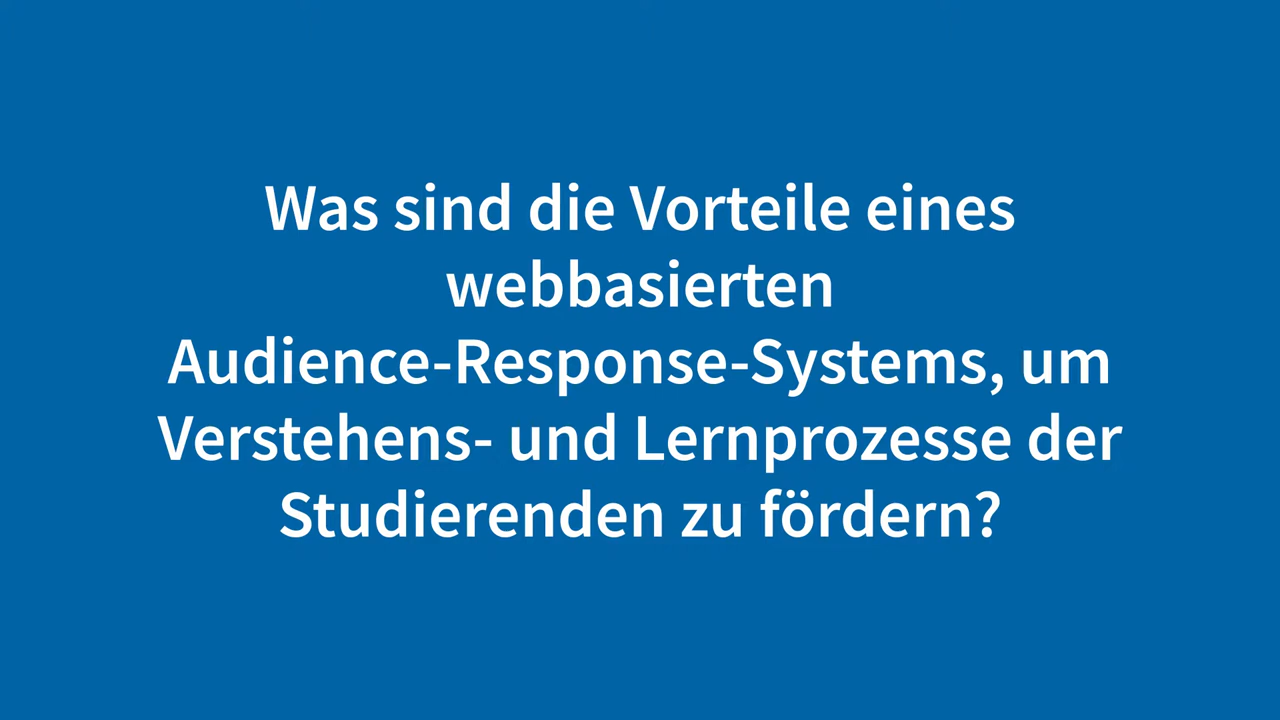 Was sind die Vorteile eines
webbasierten
Audience-Response-Systems, um
Verstehens- und Lernprozesse der
Studierenden zu fördern?